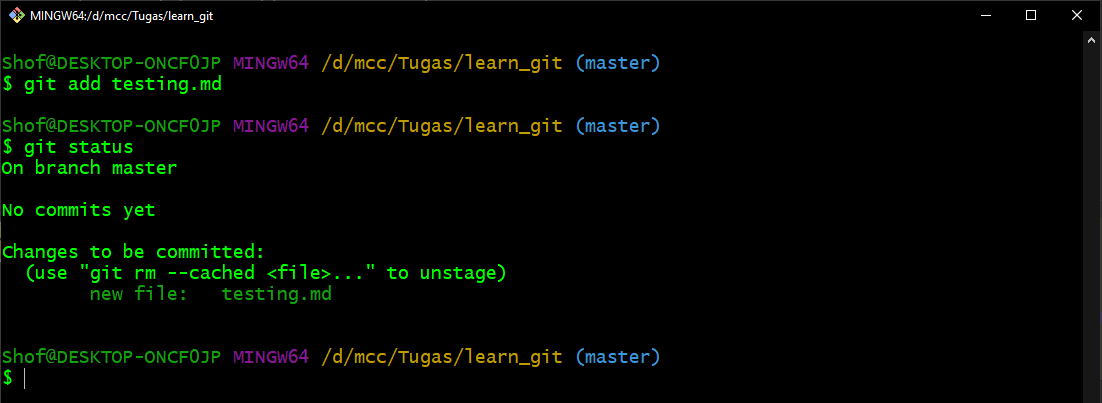 MINGW64:/d/mcc/Tugas/learn_git
Shof@DESKTOP-ONCF0JP MINGW64 /d/mcc/Tugas/learn_git (master)
$ git add testing.md
Shof@DESKTOP-ONCF0JP MINGW64 /d/mcc/Tugas/learn_git (master)
$ git status
On branch master
No commits yet
Changes to be committed:
  (use "git rm --cached <file>..." to unstage)
        new file:   testing.md
Shof@DESKTOP-ONCF0JP MINGW64 /d/mcc/Tugas/learn_git (master)
$